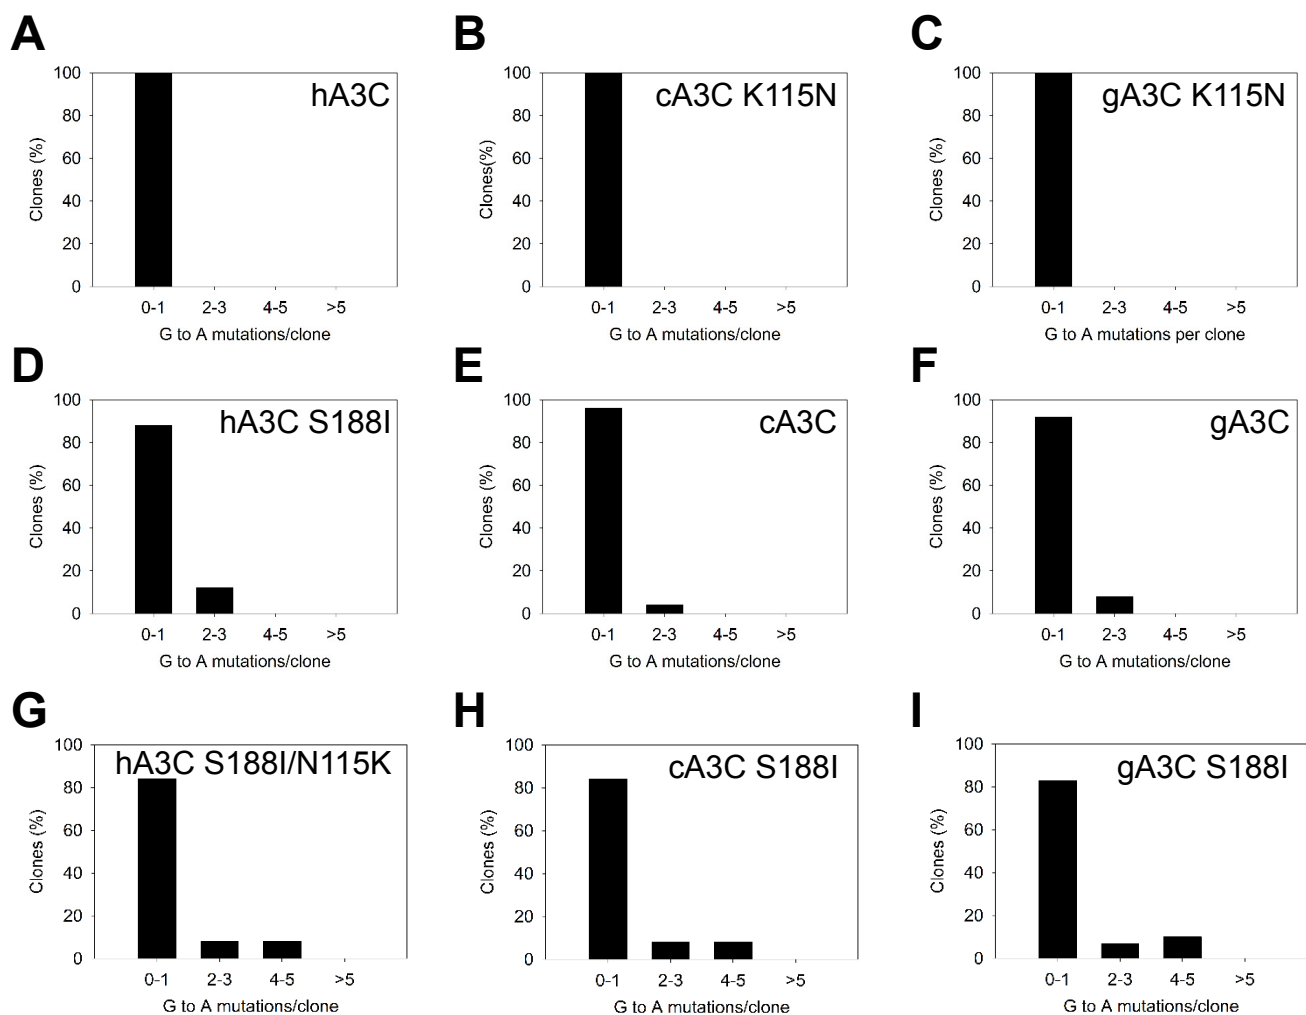 A
hA3C
Clones (%)
100
80
60
40
20
0
0-1 2-3 4-5 >5
G to A mutations/clone
B
cA3C K115N
Clones(%)
100
80
60
40
20
0
0-1 2-3 4-5 >5
G to A mutations/clone
C
gA3C K115N
Clones (%)
100
80
60
40
20
0
0-1 2-3 4-5 >5
G to A mutations per clone
D
hA3C S188I
Clones (%)
100
80
60
40
20
0
0-1 2-3 4-5 >5
G to A mutations/clone
E
cA3C
Clones (%)
100
80
60
40
20
0
0-1 2-3 4-5 >5
G to A mutations/clone
F
gA3C
Clones (%)
100
80
60
40
20
0
0-1 2-3 4-5 >5
G to A mutations/clone
G
hA3C S188I/N115K
Clones (%)
100
80
60
40
20
0
0-1 2-3 4-5 >5
G to A mutations/clone
H
cA3C S188I
Clones (%)
100
80
60
40
20
0
0-1 2-3 4-5 >5
G to A mutations/clone
I
gA3C S188I
Clones (%)
100
80
60
40
20
0
0-1 2-3 4-5 >5
G to A mutations/clone